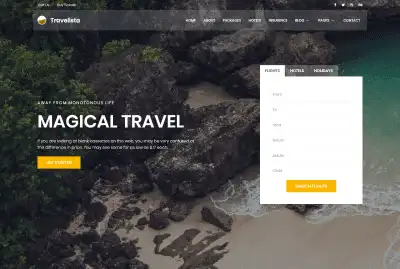 Travelista
HOME ABOUT PACKAGES HOTELS INSURANCE BLOG PAGES CONTACT
FLIGHTS HOTELS HOLIDAYS
AWAY FROM MONOTONOUS LIFE
MAGICAL TRAVEL
If you are looking at blank cassettes on the web, you may be very confused at
the difference in price. You may see some for as low as $.17 each.
GET STARTED
From
To
Start
Return
Adults
Child
SEARCH FLIGHTS